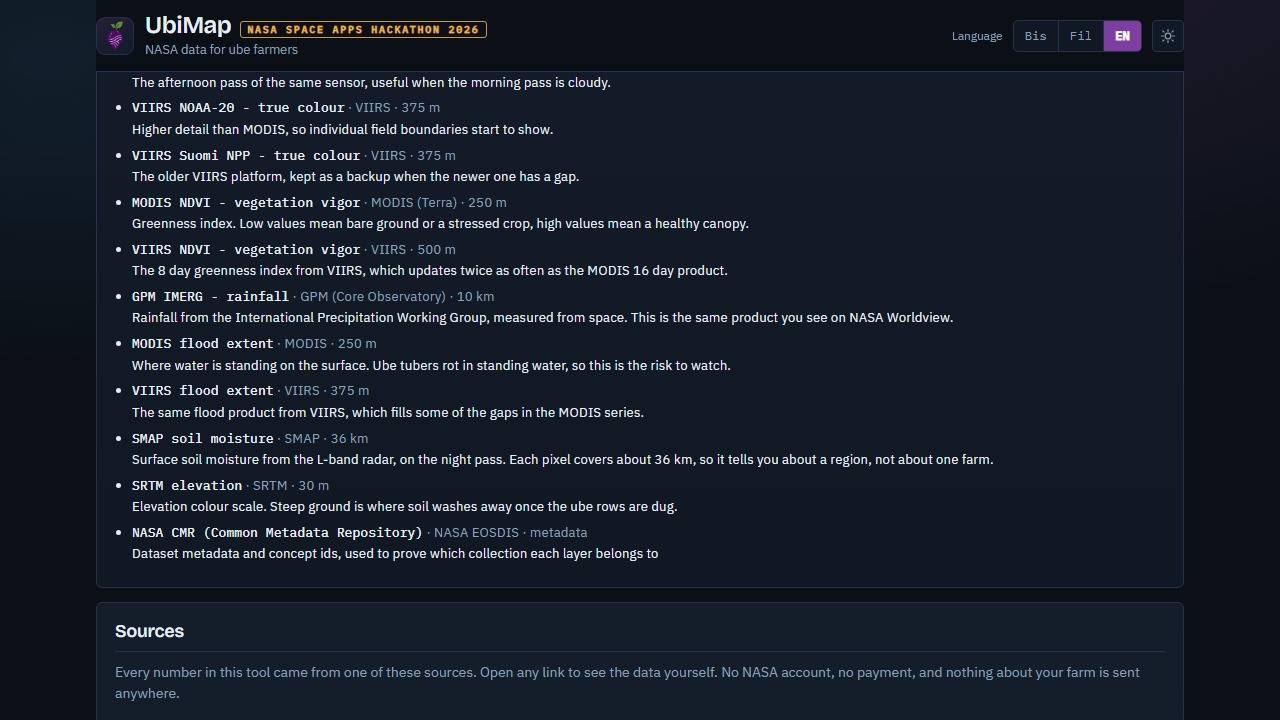 UbiMap NASA SPACE APPS HACKATHON 2026
NASA data for ube farmers
Language Bis Fil EN
The afternoon pass of the same sensor, useful when the morning pass is cloudy.
• VIIRS NOAA-20 - true colour · VIIRS · 375 m
Higher detail than MODIS, so individual field boundaries start to show.
• VIIRS Suomi NPP - true colour · VIIRS · 375 m
The older VIIRS platform, kept as a backup when the newer one has a gap.
• MODIS NDVI - vegetation vigor · MODIS (Terra) · 250 m
Greenness index. Low values mean bare ground or a stressed crop, high values mean a healthy canopy.
• VIIRS NDVI - vegetation vigor · VIIRS · 500 m
The 8 day greenness index from VIIRS, which updates twice as often as the MODIS 16 day product.
• GPM IMERG - rainfall · GPM (Core Observatory) · 10 km
Rainfall from the International Precipitation Working Group, measured from space. This is the same product you see on NASA Worldview.
• MODIS flood extent · MODIS · 250 m
Where water is standing on the surface. Ube tubers rot in standing water, so this is the risk to watch.
• VIIRS flood extent · VIIRS · 375 m
The same flood product from VIIRS, which fills some of the gaps in the MODIS series.
• SMAP soil moisture · SMAP · 36 km
Surface soil moisture from the L-band radar, on the night pass. Each pixel covers about 36 km, so it tells you about a region, not about one farm.
• SRTM elevation · SRTM · 30 m
Elevation colour scale. Steep ground is where soil washes away once the ube rows are dug.
• NASA CMR (Common Metadata Repository) · NASA EOSDIS · metadata
Dataset metadata and concept ids, used to prove which collection each layer belongs to
Sources
Every number in this tool came from one of these sources. Open any link to see the data yourself. No NASA account, no payment, and nothing about your farm is sent
anywhere.